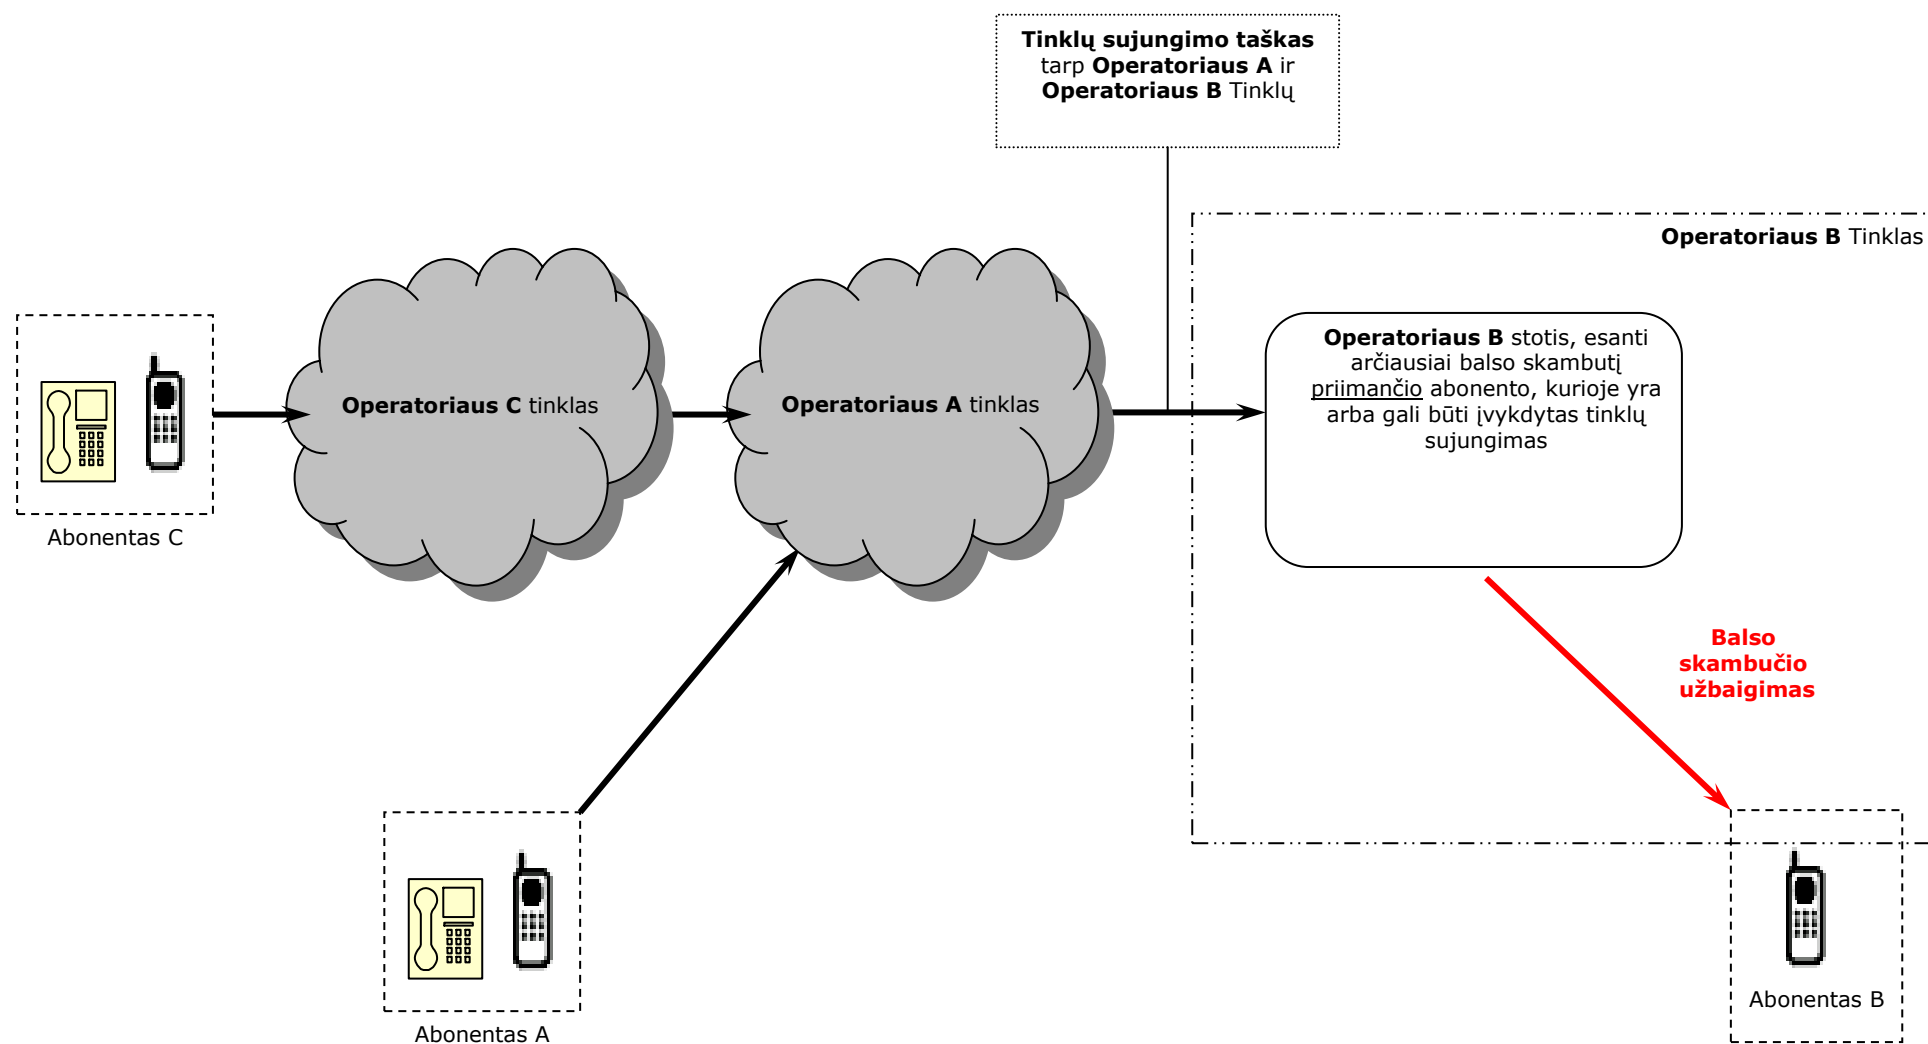 Tinklų sujungimo taškas
tarp Operatoriaus A ir
Operatoriaus B Tinklų
Operatoriaus B Tinklas
Operatoriaus B stotis, esanti
arčiausiai balso skambutį
priimančio abonento, kurioje yra
arba gali būti įvykdytas tinklų
sujungimas
Operatoriaus C tinklas
Operatoriaus A tinklas
Abonentas C
Balso
skambučio
užbaigimas
Abonentas B
Abonentas A